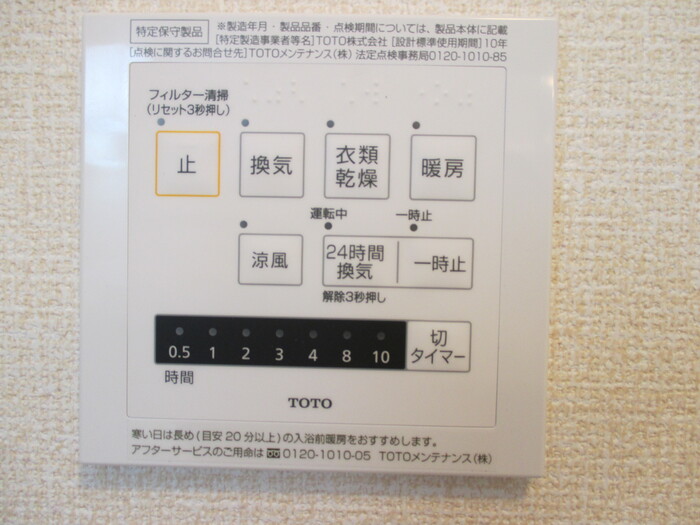 特定保守製品 ※製造年月・製品品番・点検期間については、製品本体に記載
[特定製造事業者等名]TOTO株式会社 [設計標準使用期間]10年
[点検に関するお問合せ先]TOTOメンテナンス(株) 法定点検事務局0120-1010-85
フィルター清掃
(リセット3秒押し)
止 換気 衣類 暖房
乾燥
運転中 一時止
涼風 24時間 一時止
換気
解除3秒押し
0.5 1 2 3 4 8 10 切
タイマー
時間
TOTO
寒い日は長め(目安20分以上)の入浴前暖房をおすすめします。
アフターサービスのご用命は 0120-1010-05 TOTOメンテナンス(株)